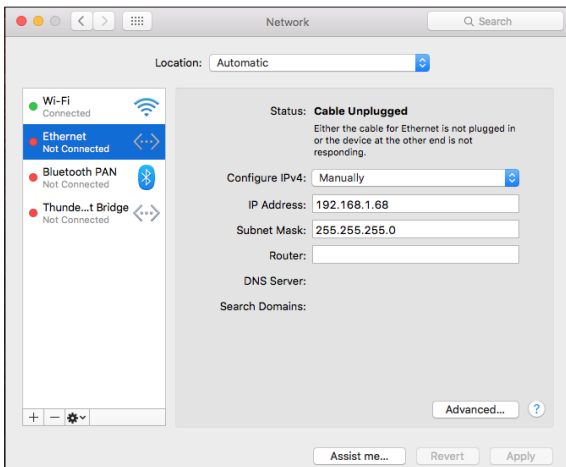 Network
Search
Location: Automatic
Wi-Fi
Connected
Ethernet
Not Connected
Bluetooth PAN
Not Connected
Thunde...t Bridge
Not Connected
Status: Cable Unplugged
Either the cable for Ethernet is not plugged in
or the device at the other end is not
responding.
Configure IPv4: Manually
IP Address: 192.168.1.68
Subnet Mask: 255.255.255.0
Router:
DNS Server:
Search Domains:
Advanced... ?
Assist me... Revert Apply